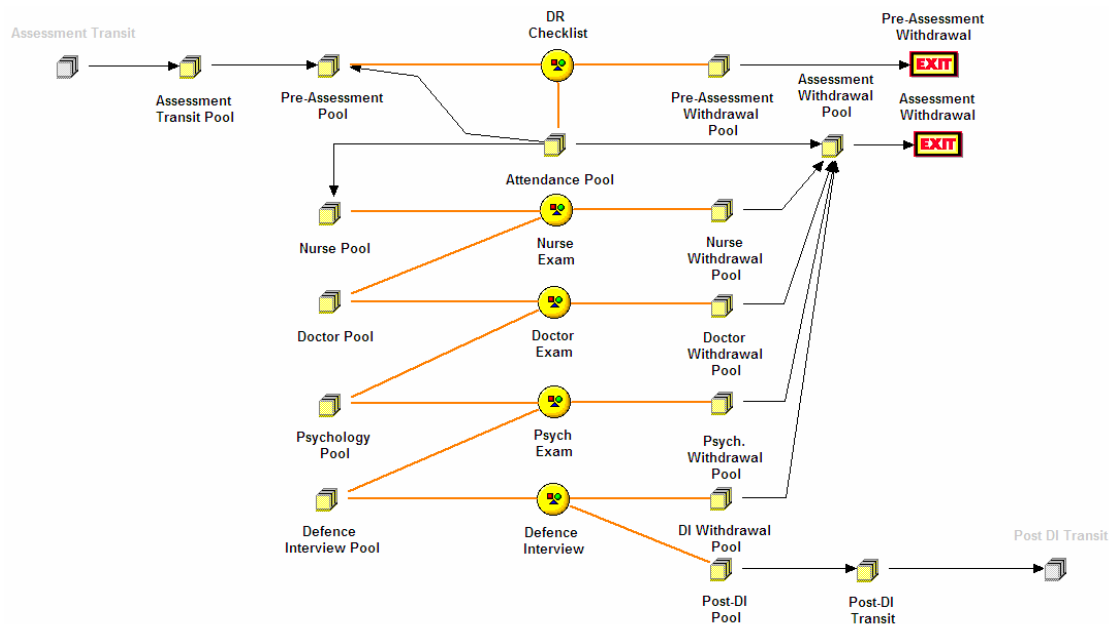 DR
Checklist
Pre-Assessment
Withdrawal
Assessment Transit
EXIT
Assessment
Transit Pool
Pre-Assessment
Pool
Pre-Assessment
Withdrawal
Pool
Assessment
Withdrawal
Pool
Assessment
Withdrawal
EXIT
Attendance Pool
Nurse Pool
Nurse
Exam
Nurse
Withdrawal
Pool
Doctor Pool
Doctor
Exam
Doctor
Withdrawal
Pool
Psychology
Pool
Psych
Exam
Psych.
Withdrawal
Pool
Defence
Interview Pool
Defence
Interview
DI Withdrawal
Pool
Post DI Transit
Post-DI
Pool
Post-DI
Transit